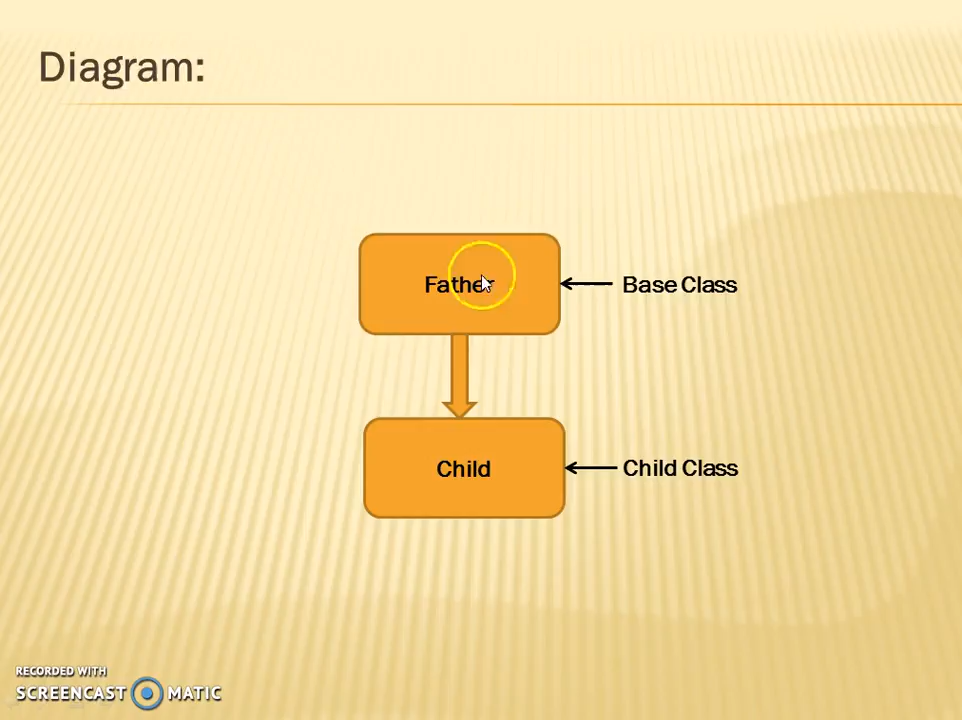 Diagram:
Father
Base Class
Child
Child Class
RECORDED WITH
SCREENCAST MATIC